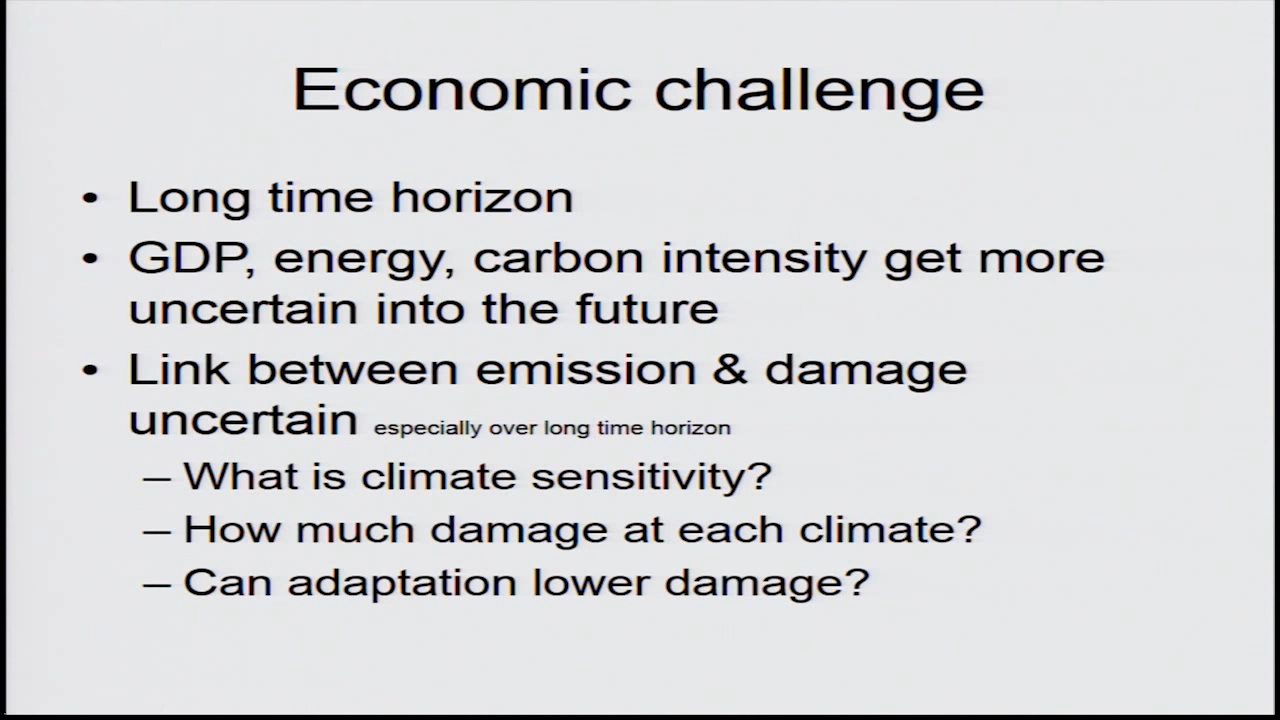 Economic challenge
• Long time horizon
• GDP, energy, carbon intensity get more
uncertain into the future
• Link between emission & damage
uncertain especially over long time horizon
– What is climate sensitivity?
– How much damage at each climate?
– Can adaptation lower damage?